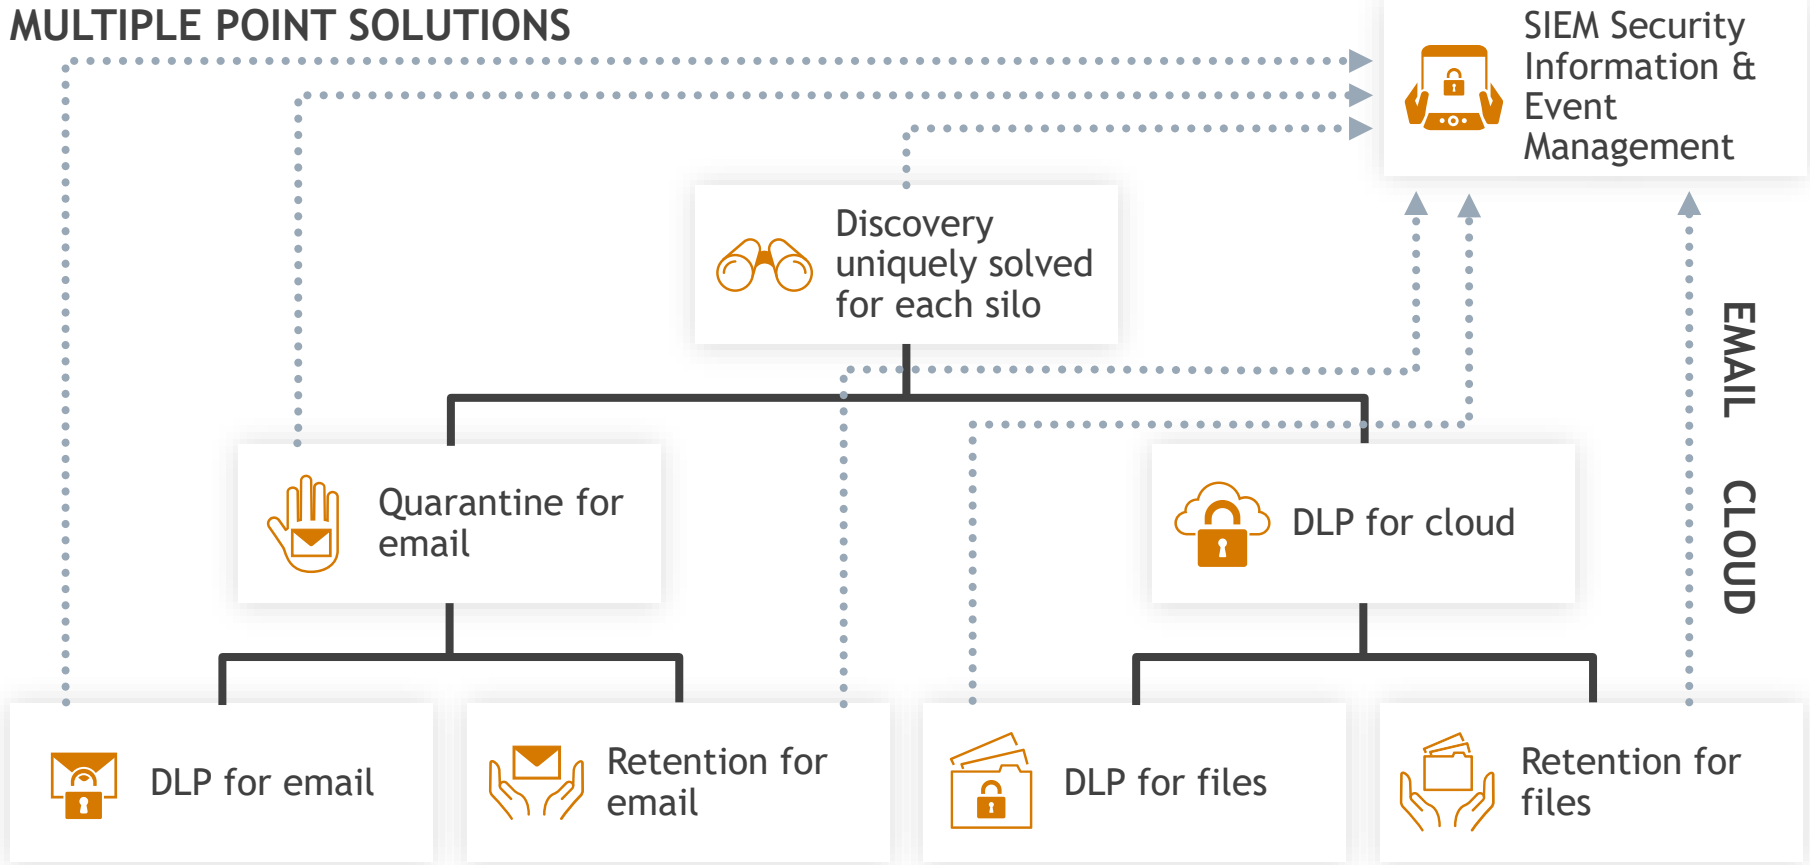 MULTIPLE POINT SOLUTIONS
SIEM Security
Information &
Event
Management
Discovery
uniquely solved
for each silo
EMAIL
CLOUD
Quarantine for
email
DLP for cloud
DLP for email
Retention for
email
DLP for files
Retention for
files